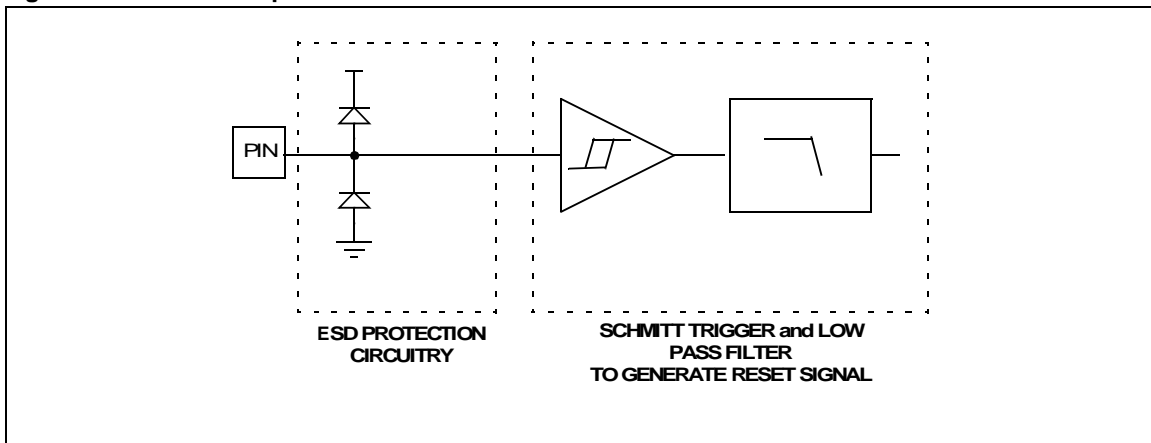 PIN
ESD PROTECTION
CIRCUITRY
SCHMITT TRIGGER and LOW
PASS FILTER
TO GENERATE RESET SIGNAL